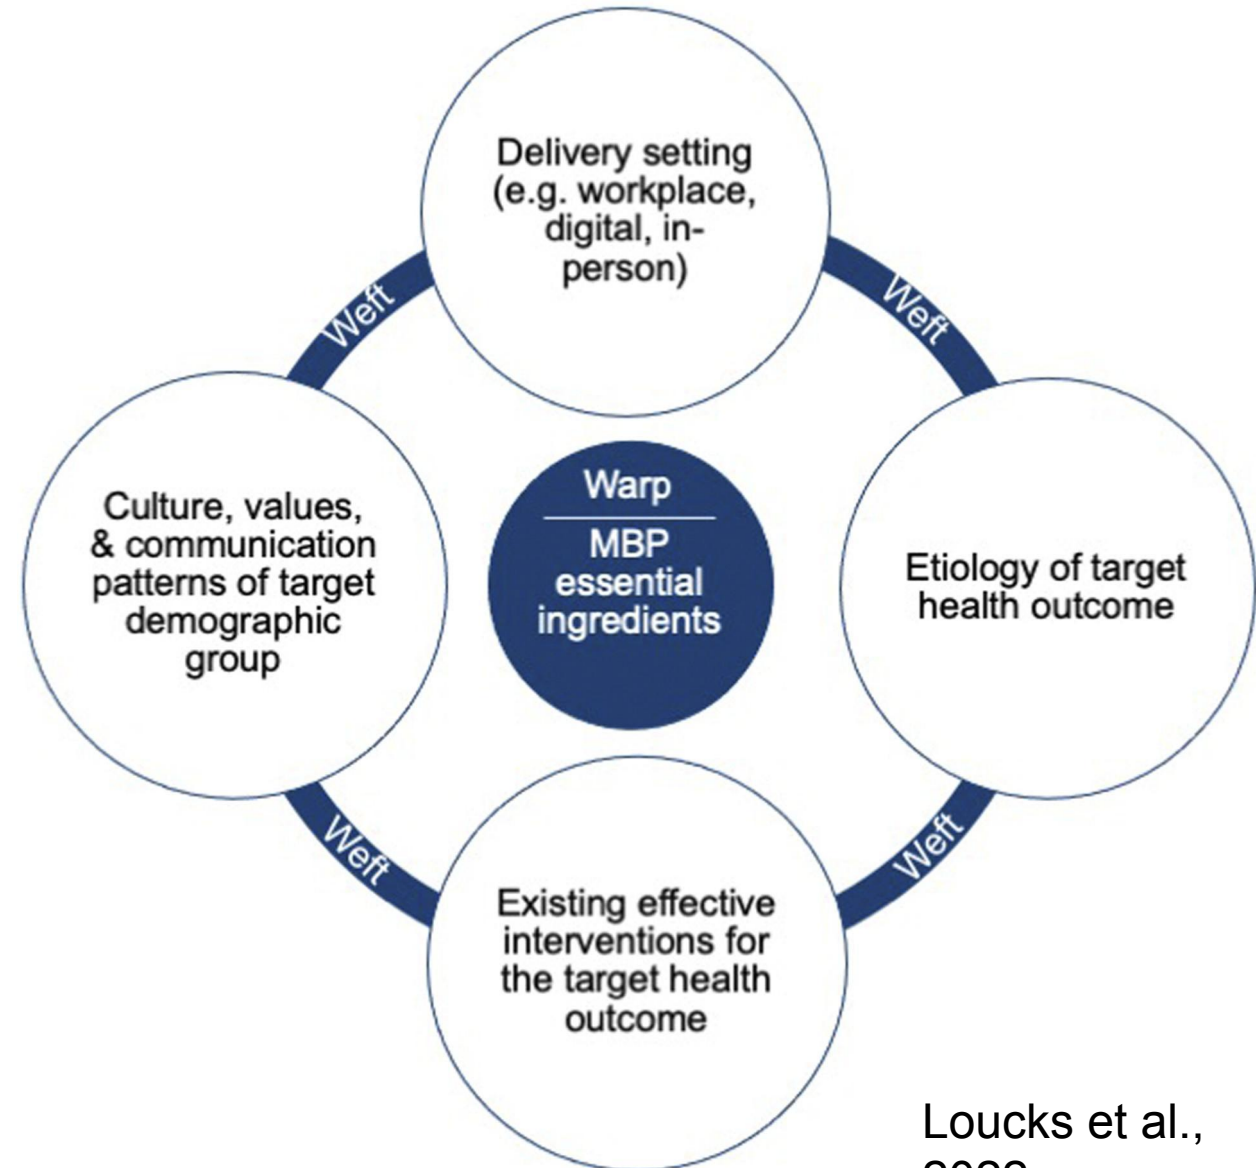 Delivery setting
(e.g. workplace,
digital, in-
person)
Weft
Weft
Culture, values,
& communication
patterns of target
demographic
group
Warp
MBP
essential
ingredients
Etiology of target
health outcome
Weft
Weft
Existing effective
interventions for
the target health
outcome
Loucks et al.,